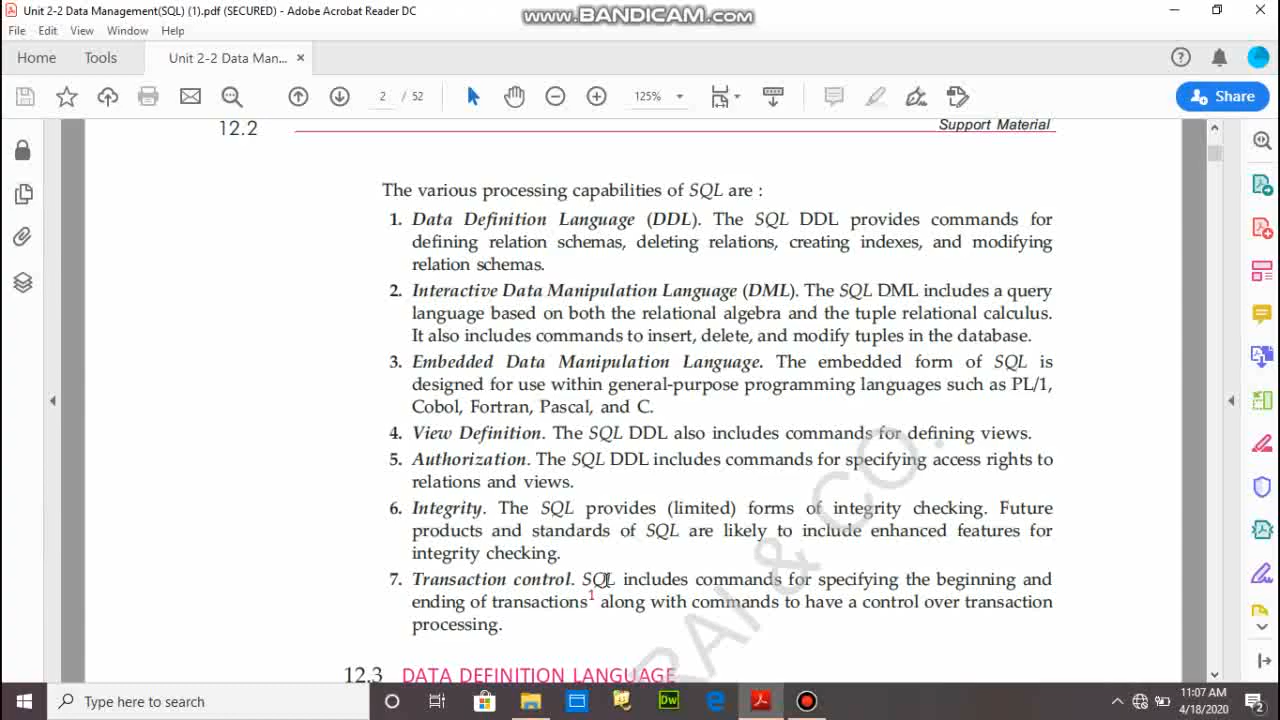 Unit 2-2 Data Management(SQL) (1).pdf (SECURED) - Adobe Acrobat Reader DC
www.BANDICAM.com
File Edit View Window Help
Home Tools Unit 2-2 Data Man... ×
2 / 52 125% Share
12.2 Support Material
The various processing capabilities of SQL are :
1. Data Definition Language (DDL). The SQL DDL provides commands for
defining relation schemas, deleting relations, creating indexes, and modifying
relation schemas.
2. Interactive Data Manipulation Language (DML). The SQL DML includes a query
language based on both the relational algebra and the tuple relational calculus.
It also includes commands to insert, delete, and modify tuples in the database.
3. Embedded Data Manipulation Language. The embedded form of SQL is
designed for use within general-purpose programming languages such as PL/1,
Cobol, Fortran, Pascal, and C.
4. View Definition. The SQL DDL also includes commands for defining views.
5. Authorization. The SQL DDL includes commands for specifying access rights to
relations and views.
6. Integrity. The SQL provides (limited) forms of integrity checking. Future
products and standards of SQL are likely to include enhanced features for
integrity checking.
7. Transaction control. SQL includes commands for specifying the beginning and
ending of transactions1 along with commands to have a control over transaction
processing.
RAI & CO.
12.3 DATA DEFINITION LANGUAGE
Type here to search
Dw
11:07 AM
4/18/2020
2